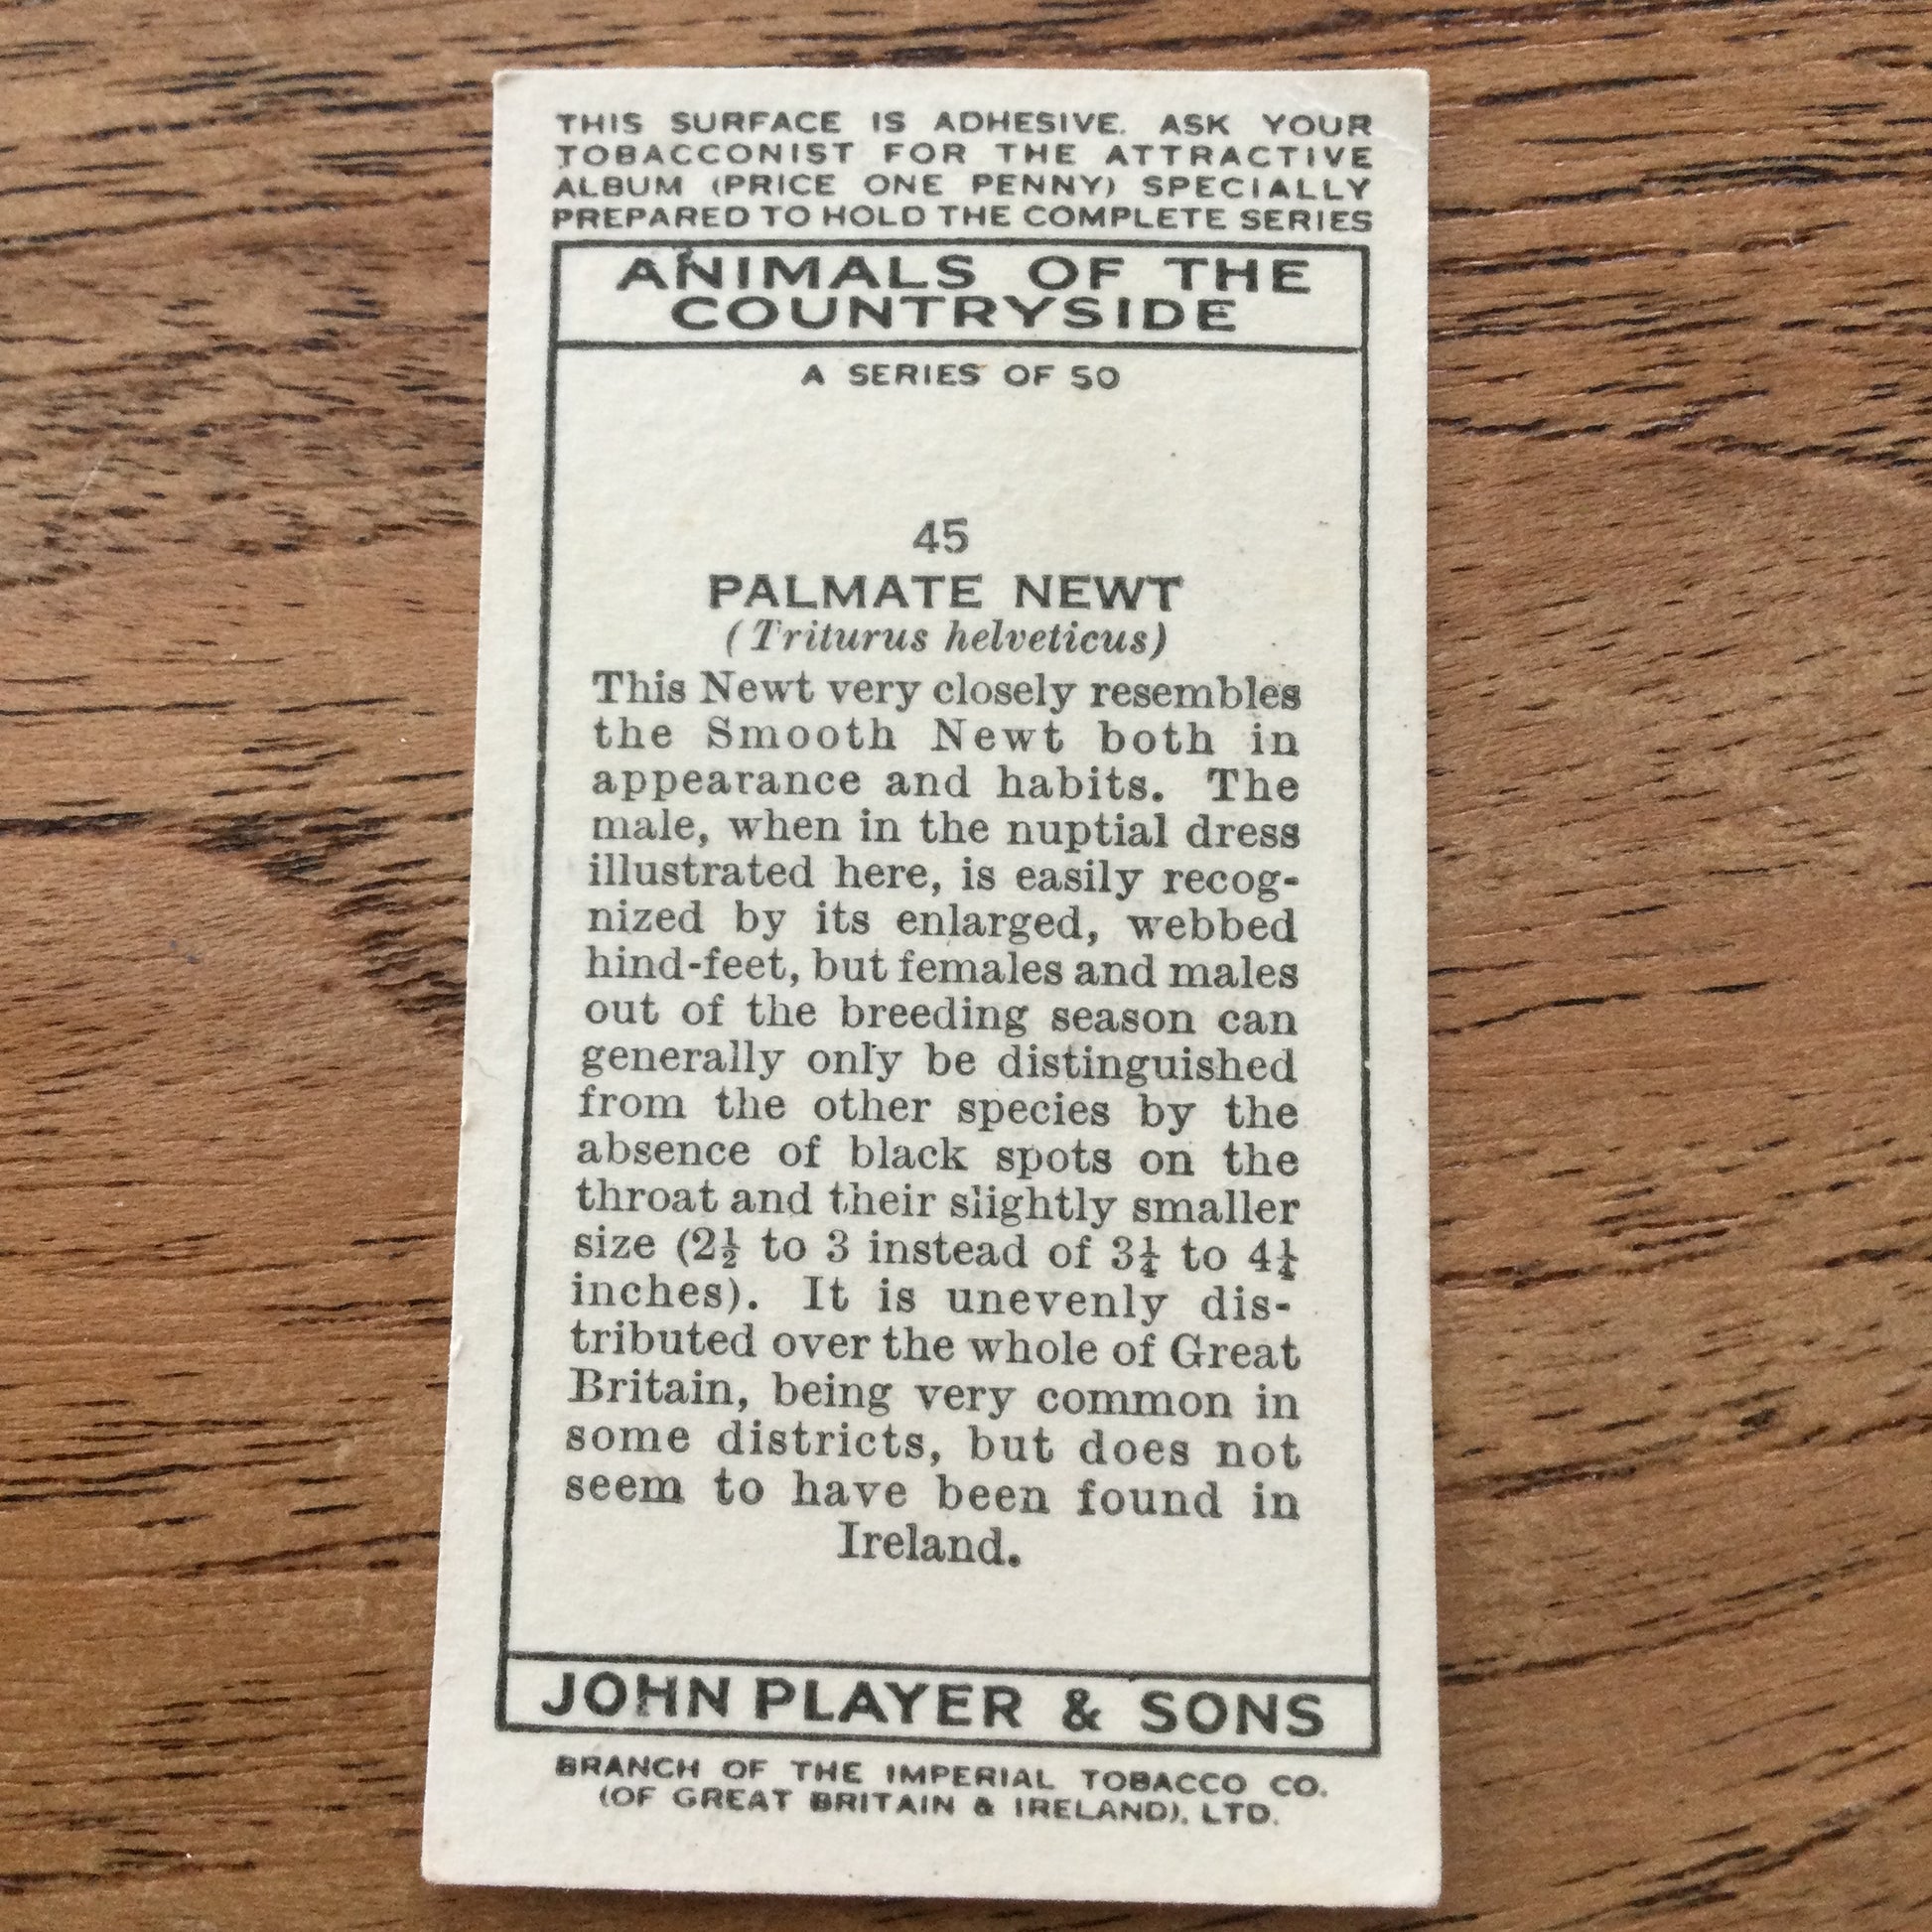 THIS SURFACE IS ADHESIVE. ASK YOUR
TOBACCONIST FOR THE ATTRACTIVE
ALBUM (PRICE ONE PENNY) SPECIALLY
PREPARED TO HOLD THE COMPLETE SERIES
ANIMALS OF THE
COUNTRYSIDE
A SERIES OF 50
45
PALMATE NEWT
(Triturus helveticus)
This Newt very closely resembles
the Smooth Newt both in
appearance and habits. The
male, when in the nuptial dress
illustrated here, is easily recog-
nized by its enlarged, webbed
hind-feet, but females and males
out of the breeding season can
generally only be distinguished
from the other species by the
absence of black spots on the
throat and their slightly smaller
size (2½ to 3 instead of 3¼ to 4¼
inches). It is unevenly dis-
tributed over the whole of Great
Britain, being very common in
some districts, but does not
seem to have been found in
Ireland.
JOHN PLAYER & SONS
BRANCH OF THE IMPERIAL TOBACCO CO.
(OF GREAT BRITAIN & IRELAND), LTD.